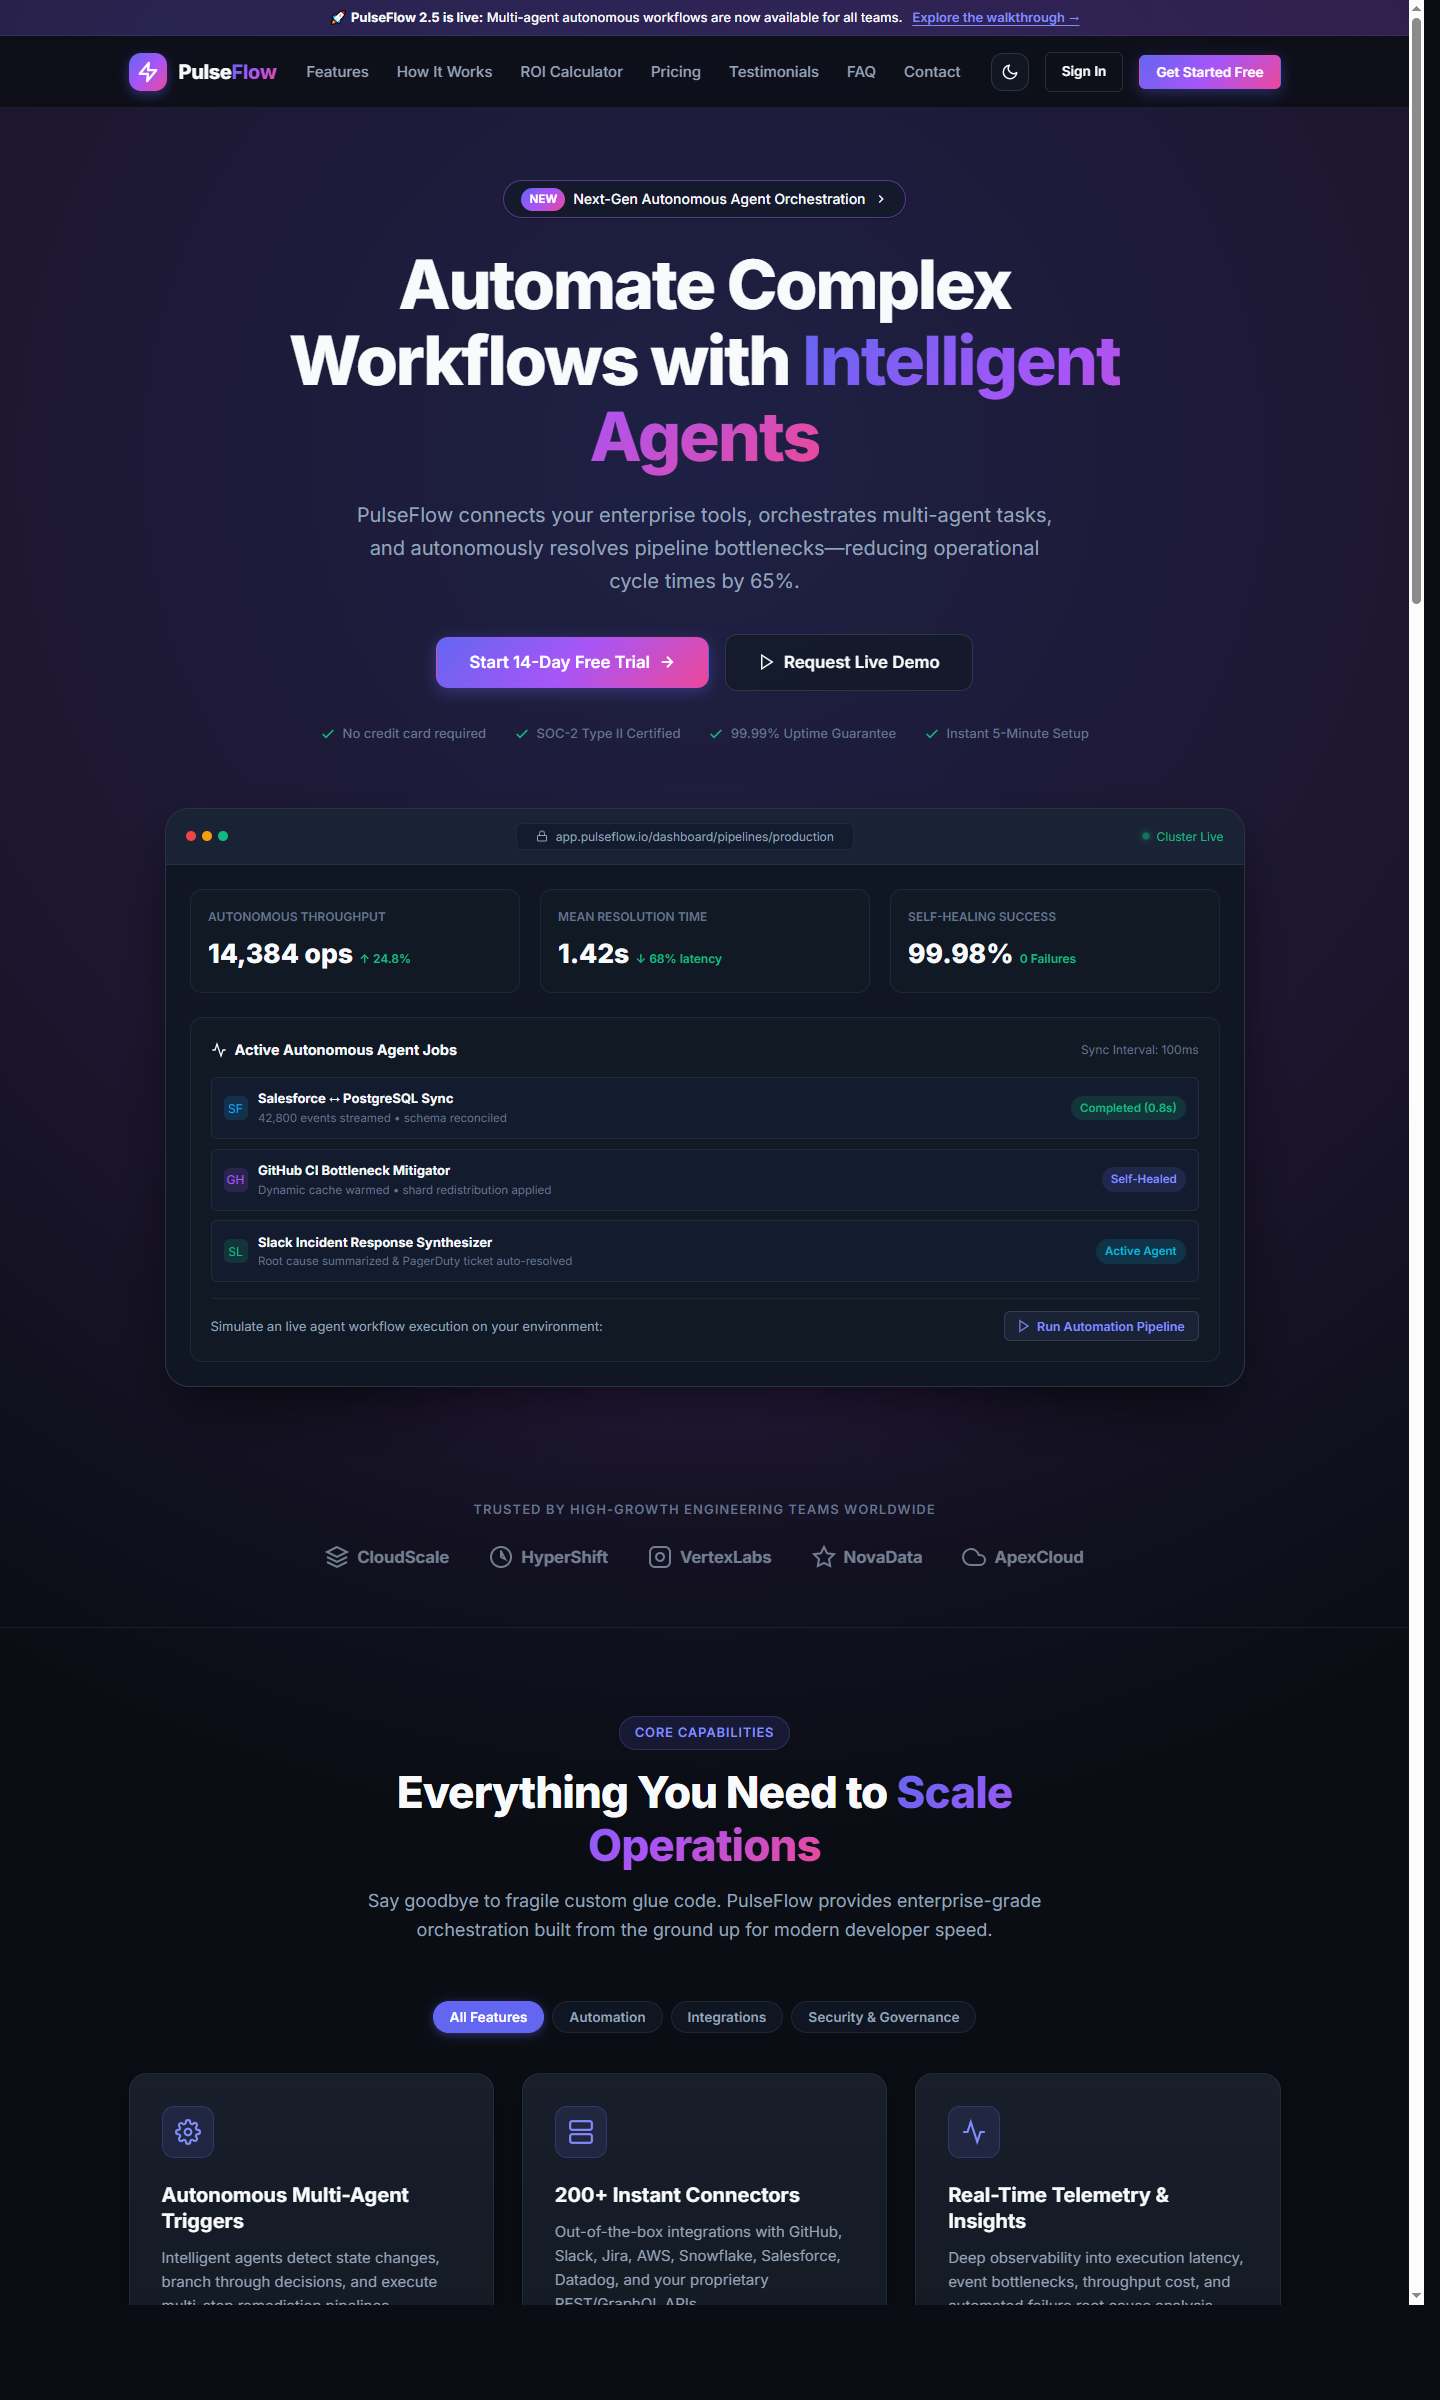 🚀 PulseFlow 2.5 is live: Multi-agent autonomous workflows are now available for all teams. Explore the walkthrough →
PulseFlow Features How It Works ROI Calculator Pricing Testimonials FAQ Contact Sign In Get Started Free
NEW Next-Gen Autonomous Agent Orchestration
Automate Complex
Workflows with Intelligent
Agents
PulseFlow connects your enterprise tools, orchestrates multi-agent tasks,
and autonomously resolves pipeline bottlenecks—reducing operational
cycle times by 65%.
Start 14-Day Free Trial → Request Live Demo
No credit card required SOC-2 Type II Certified 99.99% Uptime Guarantee Instant 5-Minute Setup
app.pulseflow.io/dashboard/pipelines/production Cluster Live
AUTONOMOUS THROUGHPUT
14,384 ops ↑ 24.8%
MEAN RESOLUTION TIME
1.42s ↓ 68% latency
SELF-HEALING SUCCESS
99.98% 0 Failures
Active Autonomous Agent Jobs Sync Interval: 100ms
SF Salesforce ↔ PostgreSQL Sync
42,800 events streamed • schema reconciled
Completed (0.8s)
GH GitHub CI Bottleneck Mitigator
Dynamic cache warmed • shard redistribution applied
Self-Healed
SL Slack Incident Response Synthesizer
Root cause summarized & PagerDuty ticket auto-resolved
Active Agent
Simulate an live agent workflow execution on your environment: Run Automation Pipeline
TRUSTED BY HIGH-GROWTH ENGINEERING TEAMS WORLDWIDE
CloudScale HyperShift VertexLabs NovaData ApexCloud
CORE CAPABILITIES
Everything You Need to Scale
Operations
Say goodbye to fragile custom glue code. PulseFlow provides enterprise-grade
orchestration built from the ground up for modern developer speed.
All Features Automation Integrations Security & Governance
Autonomous Multi-Agent
Triggers
Intelligent agents detect state changes,
branch through decisions, and execute
multi-step remediation pipelines
200+ Instant Connectors
Out-of-the-box integrations with GitHub,
Slack, Jira, AWS, Snowflake, Salesforce,
Datadog, and your proprietary
REST/GraphQL APIs
Real-Time Telemetry &
Insights
Deep observability into execution latency,
event bottlenecks, throughput cost, and
automated failure root cause analysis